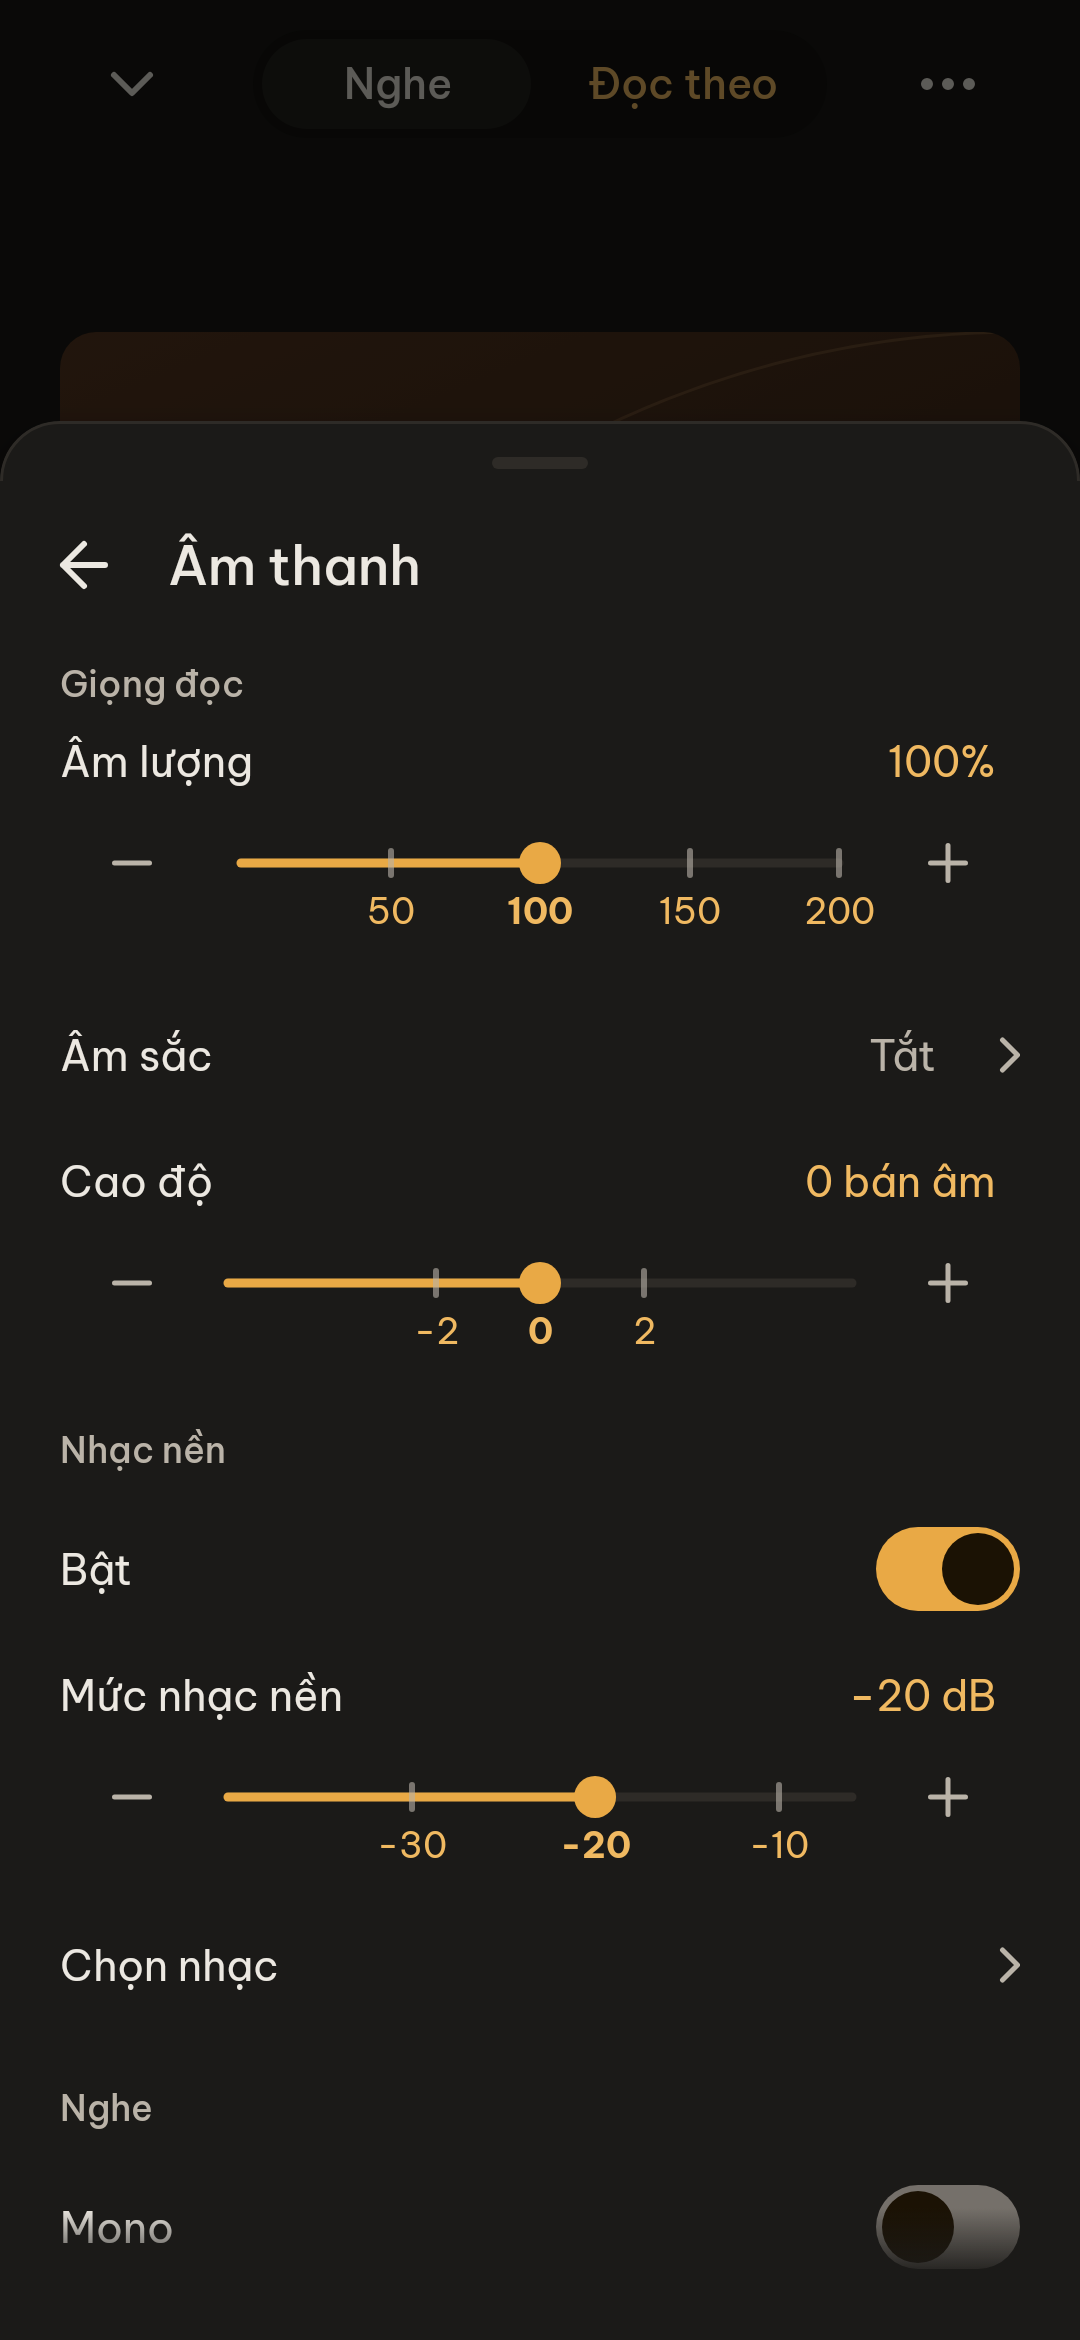 Nghe
Đọc theo
Âm thanh
Giọng đọc
Âm lượng 100%
50 100 150 200
Âm sắc Tắt
Cao độ 0 bán âm
-2 0 2
Nhạc nền
Bật
Mức nhạc nền -20 dB
-30 -20 -10
Chọn nhạc
Nghe
Mono